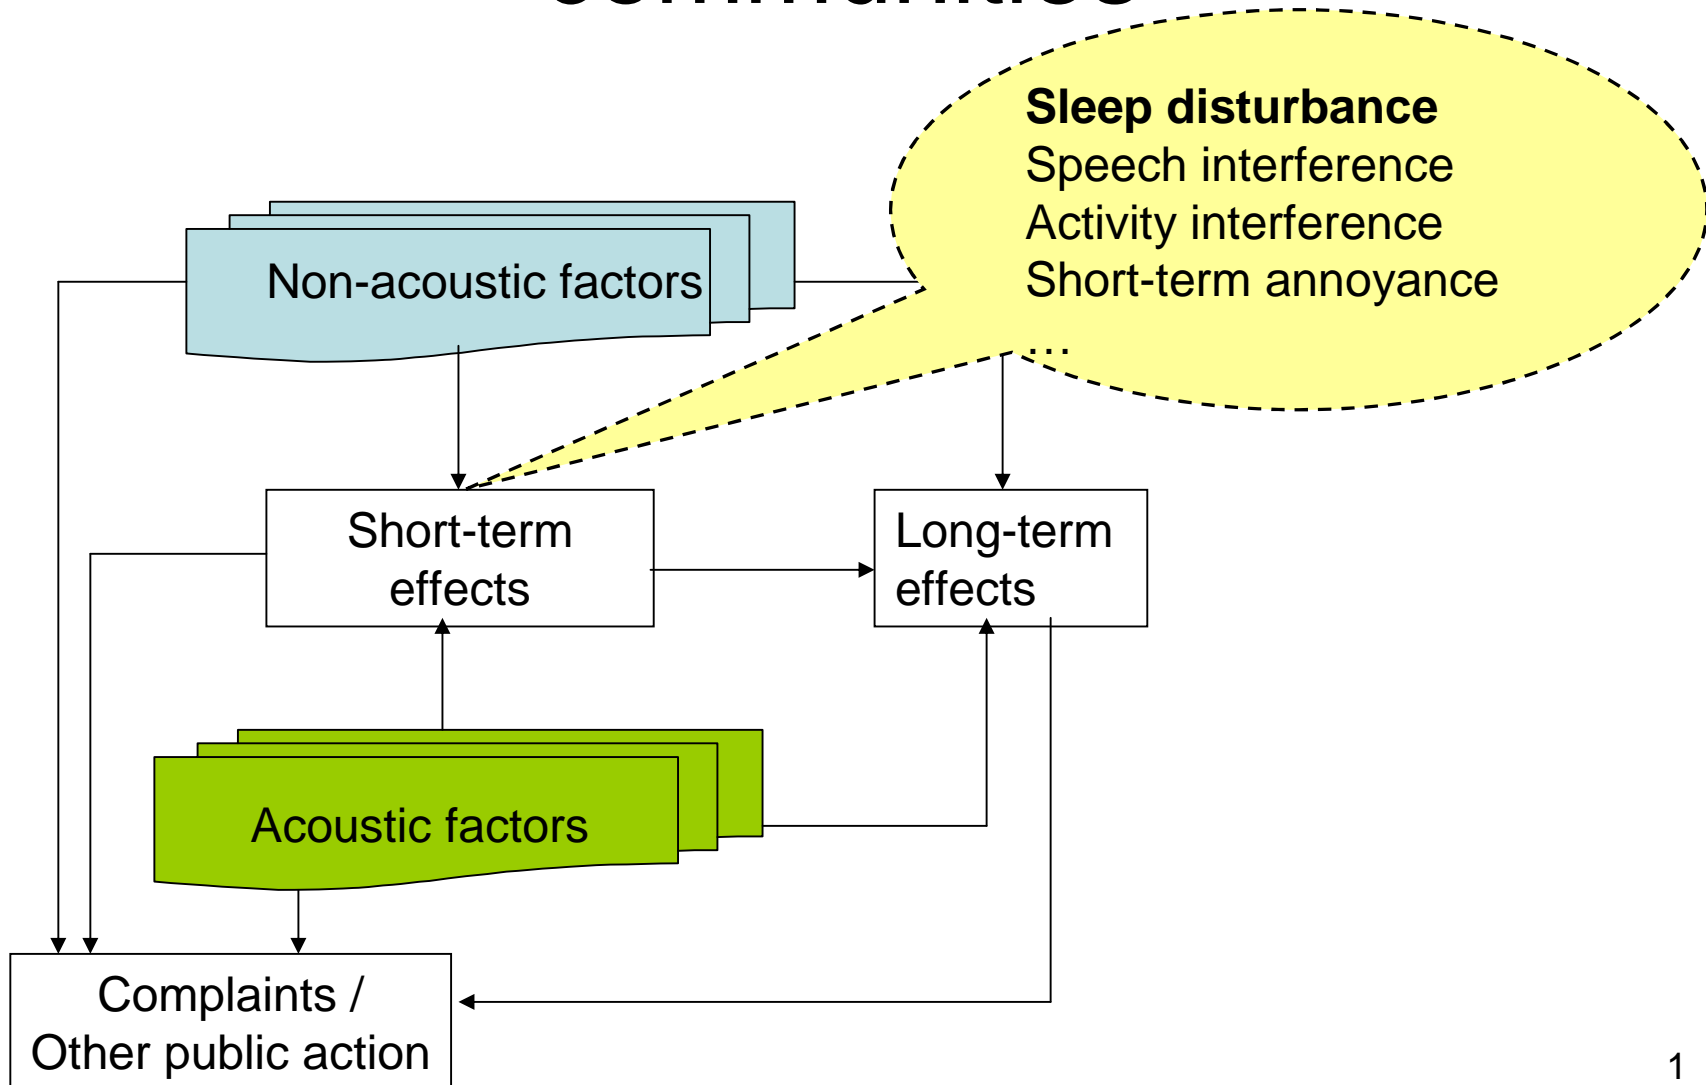 communities
Sleep disturbance
Speech interference
Activity interference
Short-term annoyance
...
Non-acoustic factors
Short-term
effects
Long-term
effects
Acoustic factors
Complaints /
Other public action
1